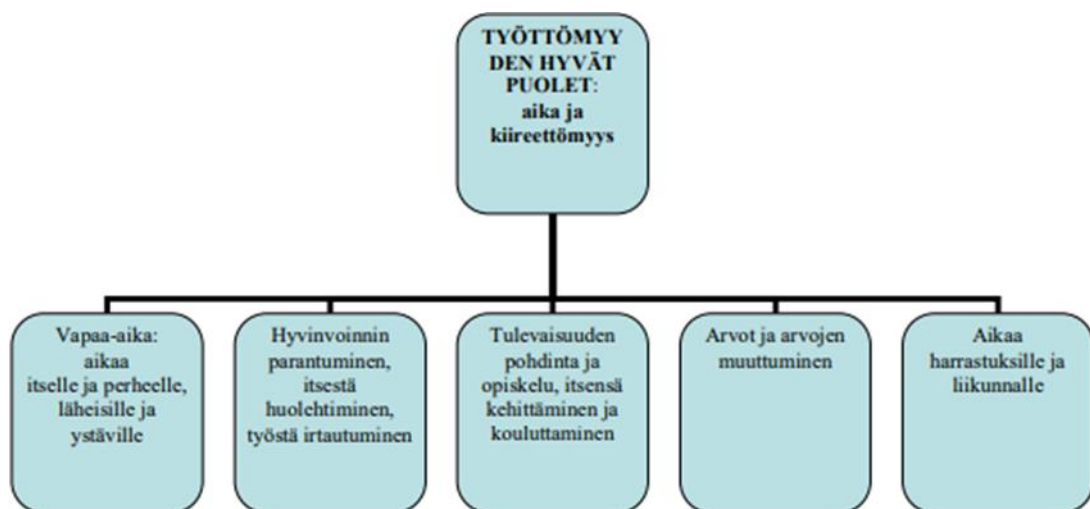 TYÖTTÖMYY
DEN HYVÄT
PUOLET:
aika ja
kiireettömyys
Vapaa-aika:
aikaa
itselle ja perheelle,
läheisille ja
ystäville
Hyvinvoinnin
parantuminen,
itsestä
huolehtiminen,
työstä irtautuminen
Tulevaisuuden
pohdinta ja
opiskelu, itsensä
kehittäminen ja
kouluttaminen
Arvot ja arvojen
muuttuminen
Aikaa
harrastuksille ja
liikunnalle